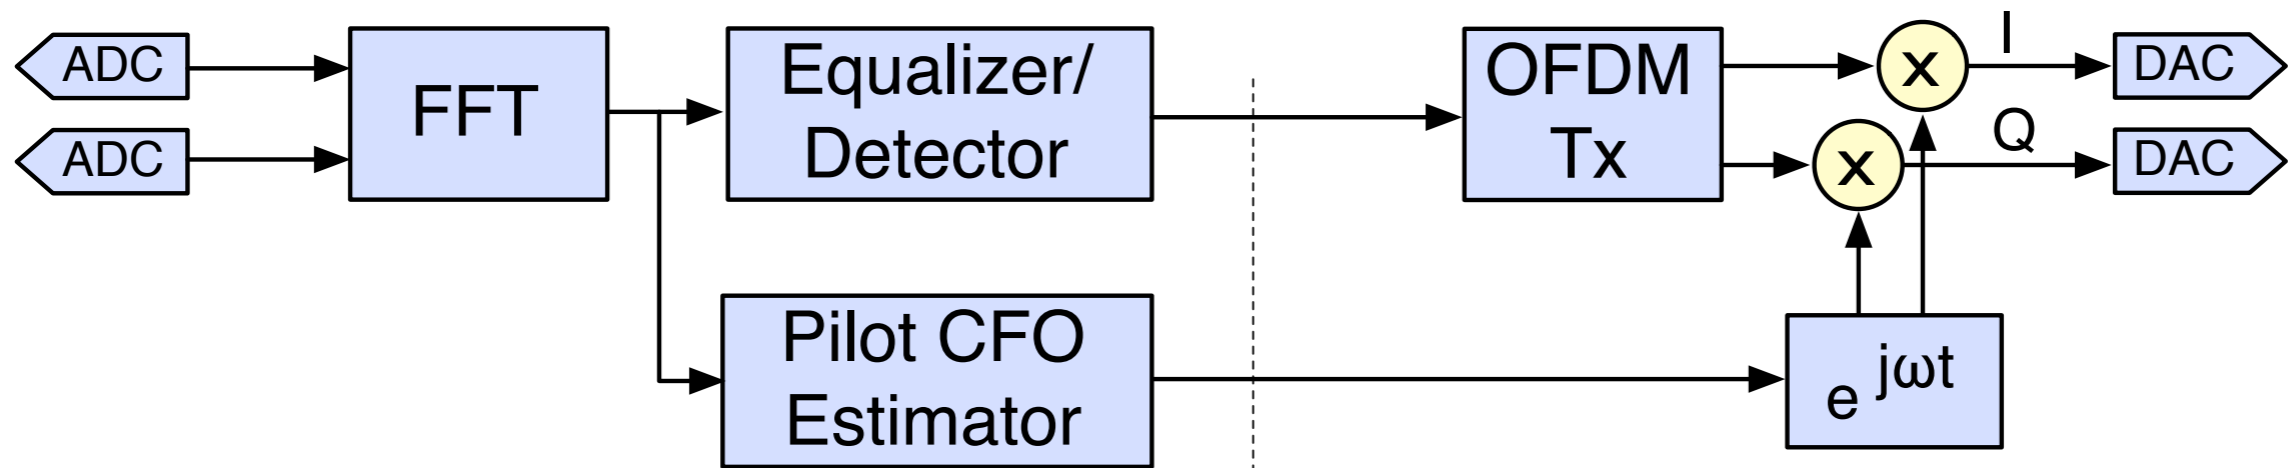 ADC
ADC
FFT
Equalizer/
Detector
Pilot CFO
Estimator
OFDM
Tx
x
x
I
Q
e jωt
DAC
DAC